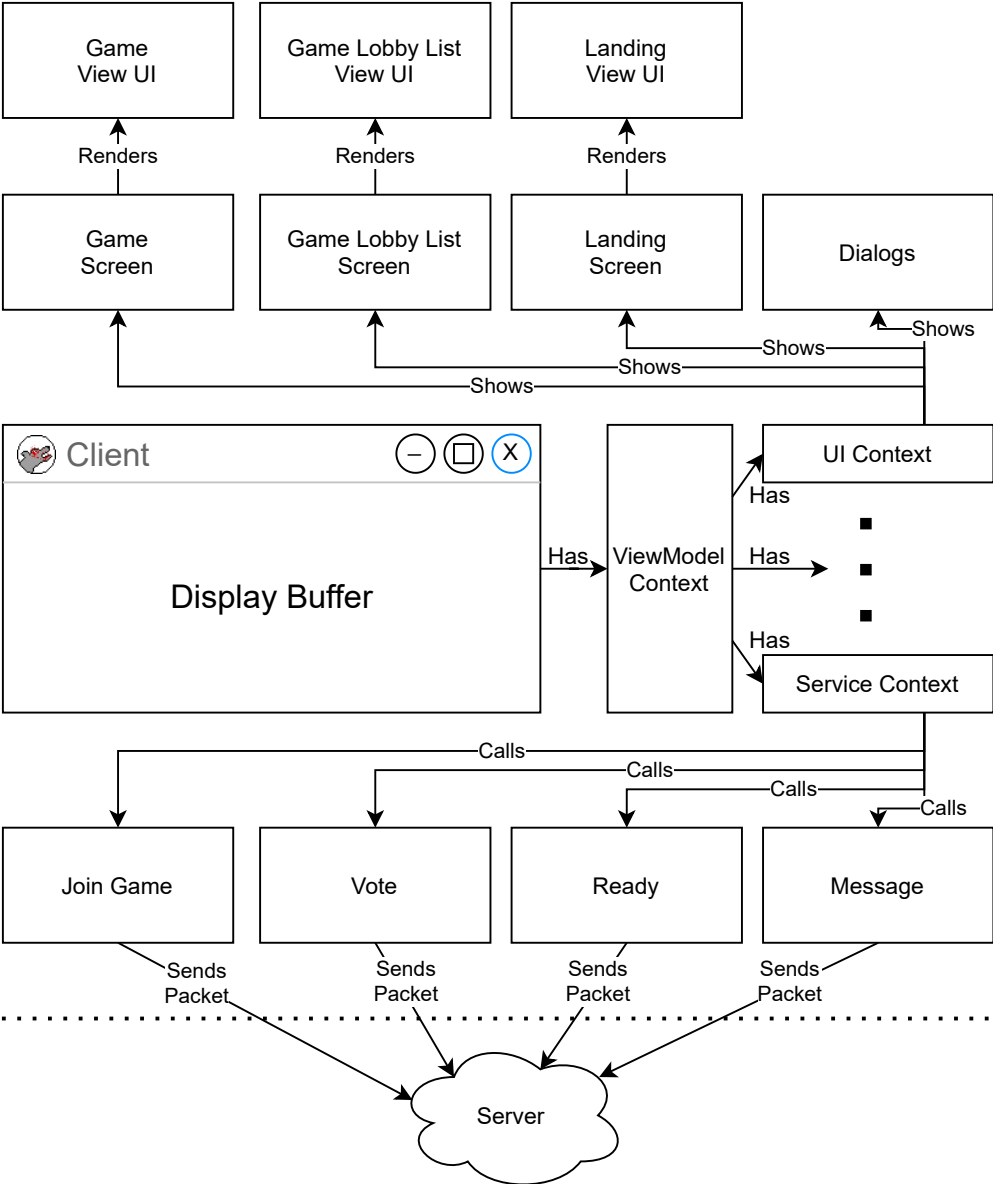 Game
View UI
Game Lobby List
View UI
Landing
View UI
Renders
Renders
Renders
Game
Screen
Game Lobby List
Screen
Landing
Screen
Dialogs
Shows
Shows
Shows
Shows
Client
X
UI Context
Has
Has
ViewModel
Context
Has
Display Buffer
Has
Service Context
Calls
Calls
Calls
Calls
Join Game
Vote
Ready
Message
Sends
Packet
Sends
Packet
Sends
Packet
Sends
Packet
Server